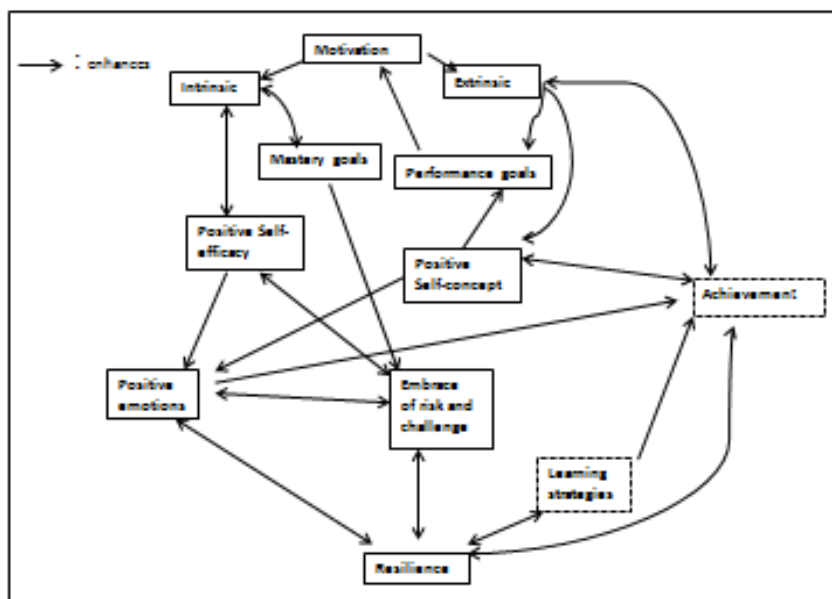 Motivation
: enhances
Intrinsic
Extrinsic
Mastery goals
Performance goals
Positive Self-
efficacy
Positive
Self-concept
Achievement
Positive
emotions
Embrace
of risk and
challenge
Learning
strategies
Resilience